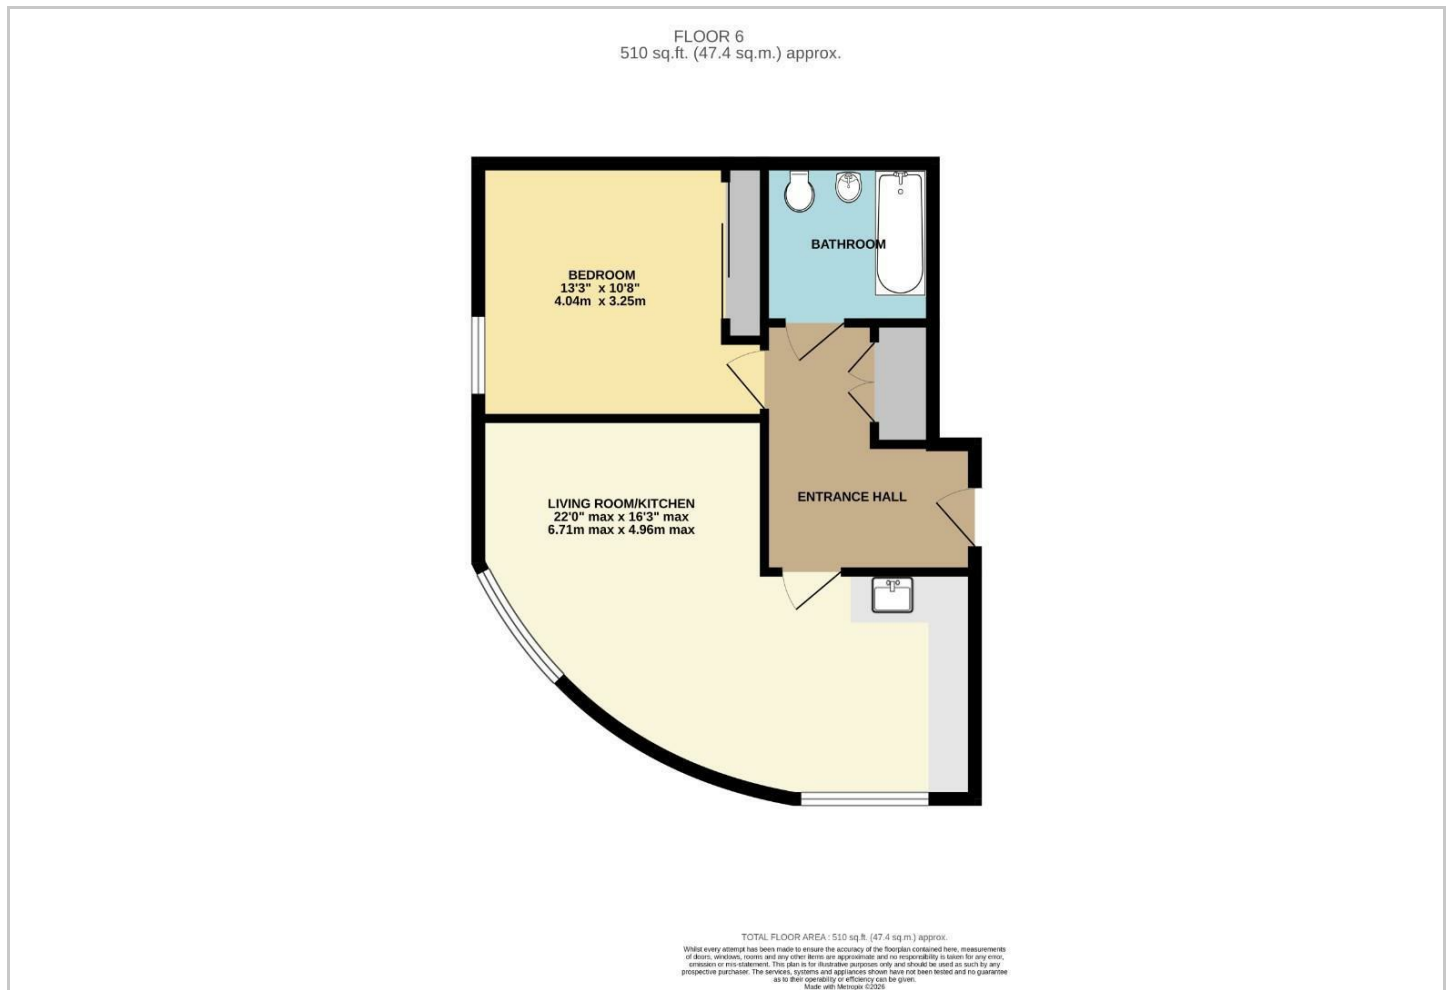 FLOOR 6
510 sq.ft. (47.4 sq.m.) approx.
BATHROOM
BEDROOM
13'3" x 10'8"
4.04m x 3.25m
ENTRANCE HALL
LIVING ROOM/KITCHEN
22'0" max x 16'3" max
6.71m max x 4.96m max
TOTAL FLOOR AREA : 510 sq.ft. (47.4 sq.m.) approx.
Whilst every attempt has been made to ensure the accuracy of the floorplan contained here, measurements
of doors, windows, rooms and any other items are approximate and no responsibility is taken for any error,
omission or mis-statement. This plan is for illustrative purposes only and should be used as such by any
prospective purchaser. The services, systems and appliances shown have not been tested and no guarantee
as to their operability or efficiency can be given.
Made with Metropix ©2026